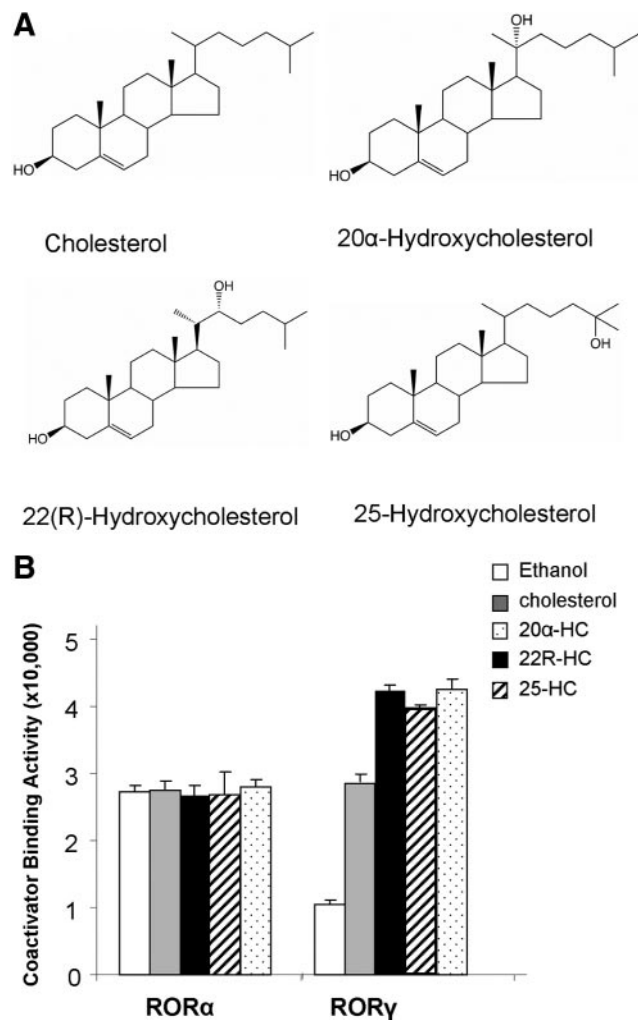 A
OH
HO
HO
Cholesterol
20α-Hydroxycholesterol
OH
OH
HO
HO
22(R)-Hydroxycholesterol
25-Hydroxycholesterol
B
Ethanol
cholesterol
20α-HC
22R-HC
25-HC
Coactivator Binding Activity (x10,000)
5
4
3
2
1
0
RORα
RORγ